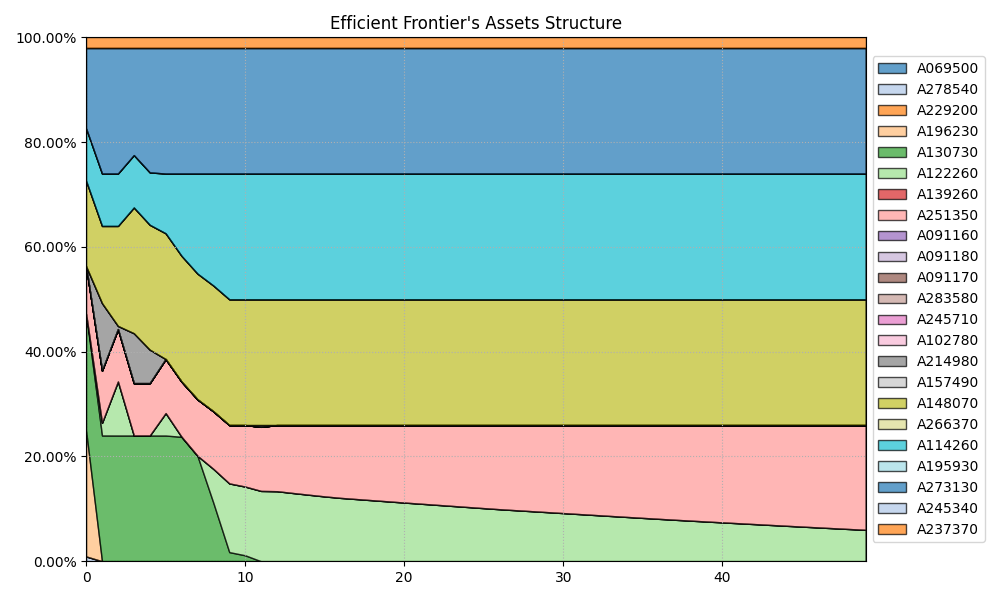 Efficient Frontier's Assets Structure
100.00%
80.00%
60.00%
40.00%
20.00%
0.00%
0
10
20
30
40
A069500
A278540
A229200
A196230
A130730
A122260
A139260
A251350
A091160
A091180
A091170
A283580
A245710
A102780
A214980
A157490
A148070
A266370
A114260
A195930
A273130
A245340
A237370